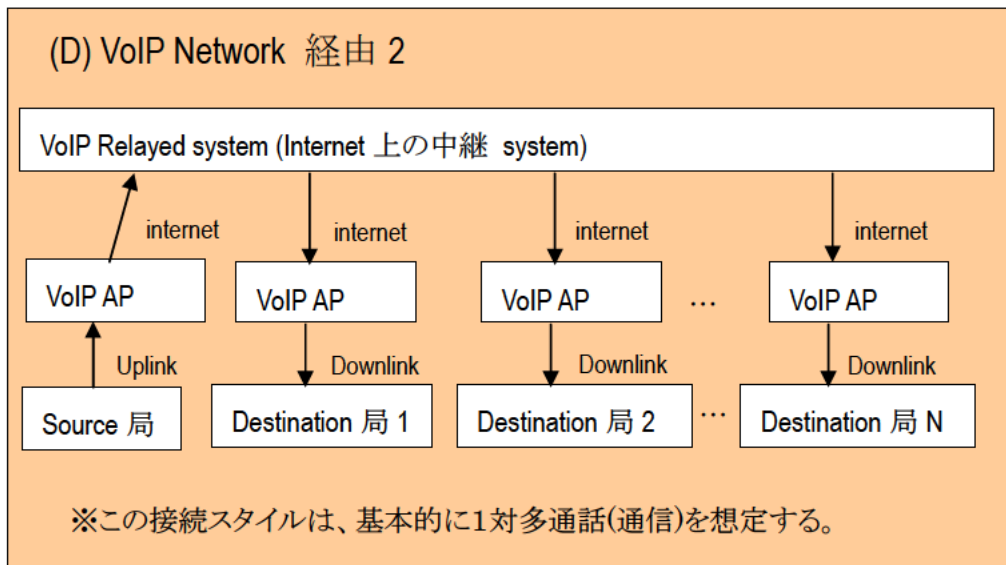 (D) VoIP Network 経由 2
VoIP Relayed system (Internet 上の中継 system)
internet internet internet internet
VoIP AP VoIP AP VoIP AP … VoIP AP
Uplink Downlink Downlink Downlink
Source 局 Destination 局 1 Destination 局 2 … Destination 局 N
※この接続スタイルは、基本的に１対多通話(通信)を想定する。